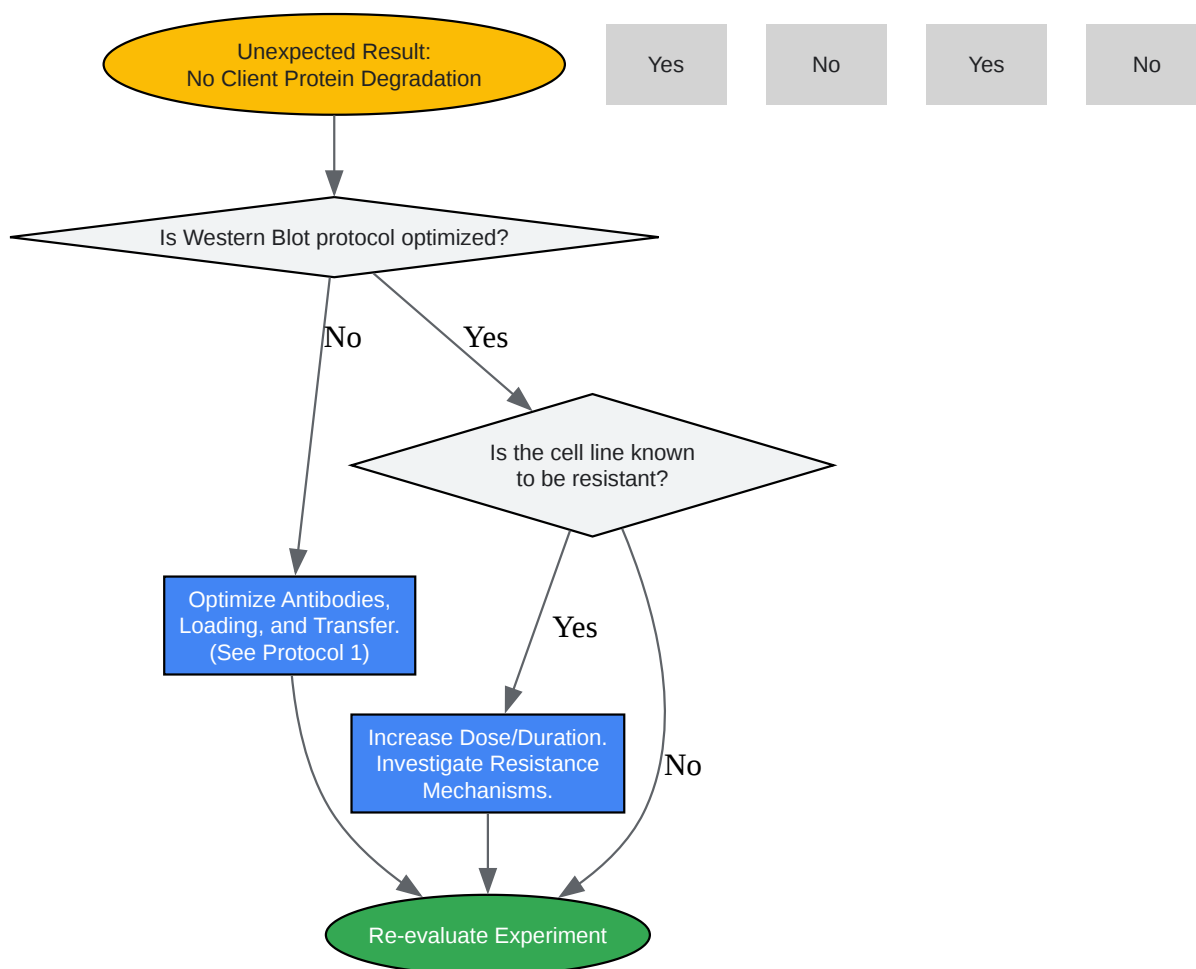 Unexpected Result:
No Client Protein Degradation
Yes
No
Yes
No
Is Western Blot protocol optimized?
No
Yes
Is the cell line known
to be resistant?
Optimize Antibodies,
Loading, and Transfer.
(See Protocol 1)
Yes
Increase Dose/Duration.
Investigate Resistance
Mechanisms.
No
Re-evaluate Experiment